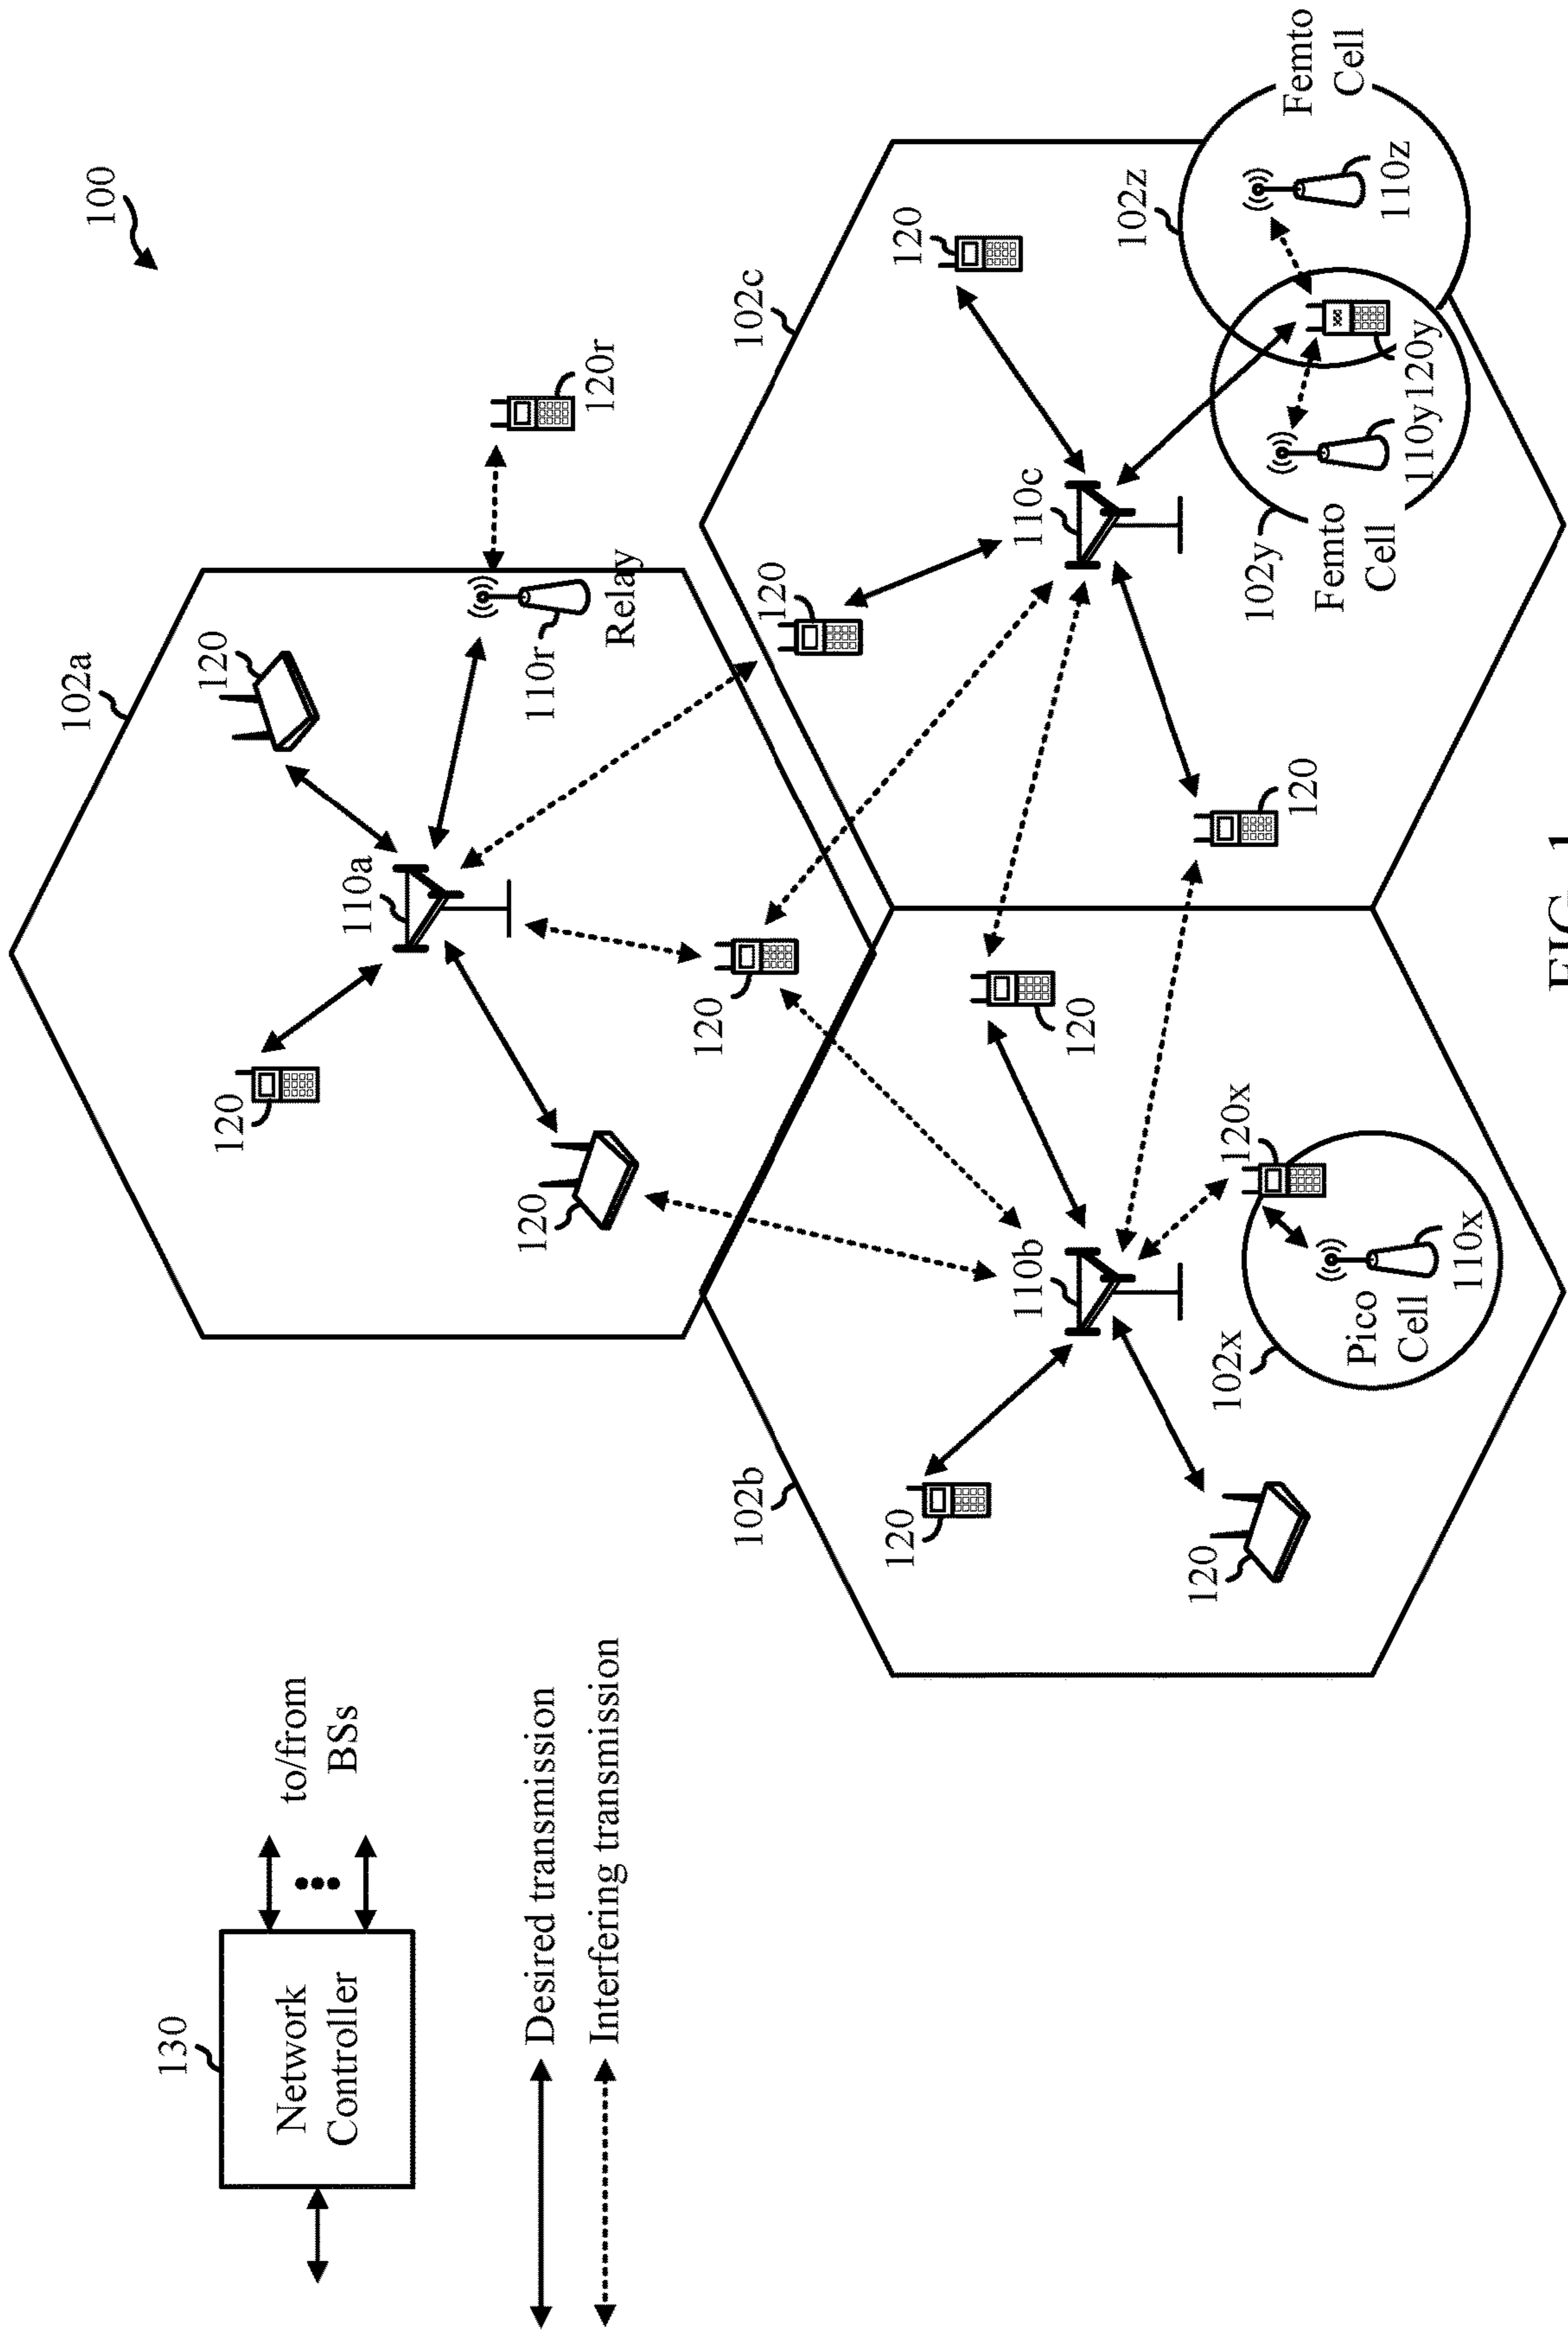 100
130
Network
Controller
to/from
BSs
Desired transmission
Interfering transmission
102a
120
120
110a
120
110r
Relay
120r
120
102b
120
110b
120
120
102x
Pico
Cell
110x
120x
102c
120
120
110c
120
102y
Femto
Cell
110y
120y
102z
110z
Femto
Cell
FIG. 1